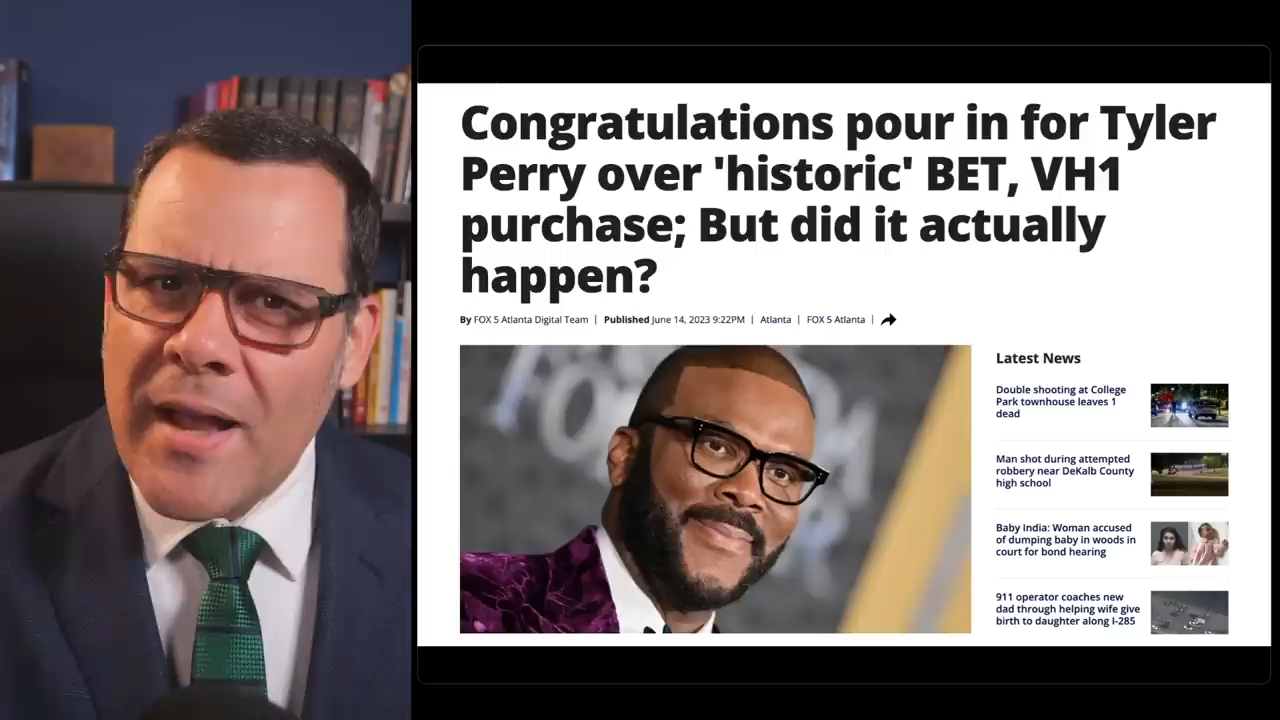 Congratulations pour in for Tyler
Perry over 'historic' BET, VH1
purchase; But did it actually
happen?
By FOX 5 Atlanta Digital Team | Published June 14, 2023 9:22PM | Atlanta | FOX 5 Atlanta |
Latest News
Double shooting at College
Park townhouse leaves 1
dead
Man shot during attempted
robbery near DeKalb County
high school
Baby India: Woman accused
of dumping baby in woods in
court for bond hearing
911 operator coaches new
dad through helping wife give
birth to daughter along I-285